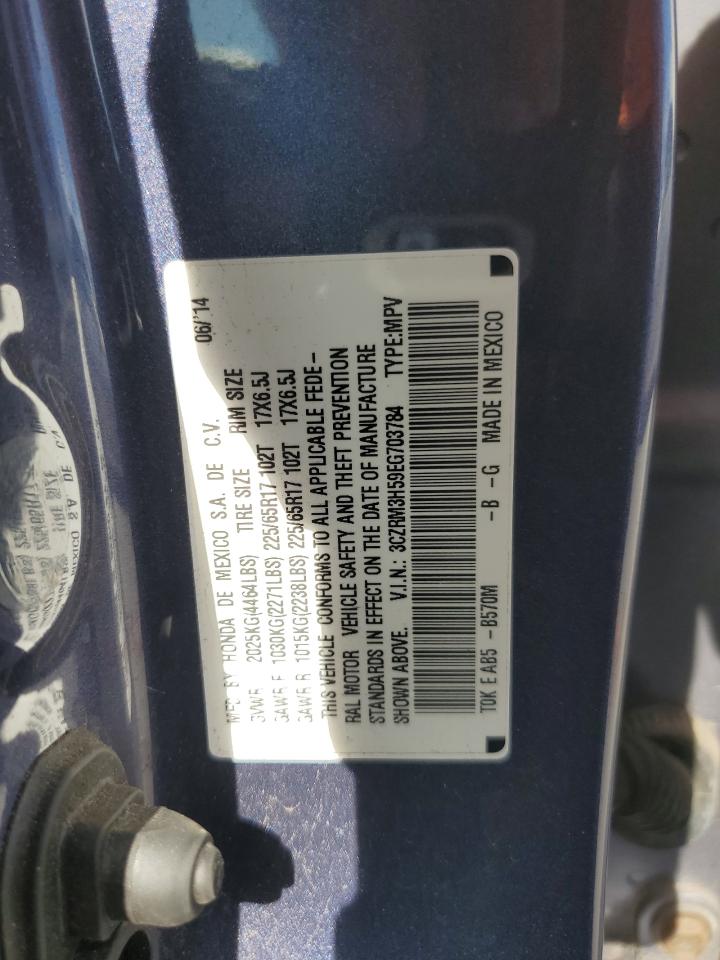 MFD BY HONDA DE MEXICO S.A. DE C.V. 06/'14
GVWR 2025KG(4464LBS) TIRE SIZE RIM SIZE
GAWR F 1030KG(2271LBS) 225/65R17 102T 17X6.5J
GAWR R 1015KG(2238LBS) 225/65R17 102T 17X6.5J
THIS VEHICLE CONFORMS TO ALL APPLICABLE FEDE-
RAL MOTOR VEHICLE SAFETY AND THEFT PREVENTION
STANDARDS IN EFFECT ON THE DATE OF MANUFACTURE
SHOWN ABOVE. V.I.N.: 3CZRM3H59EG703784 TYPE:MPV
T0K E AB5 -B570M -B -G MADE IN MEXICO